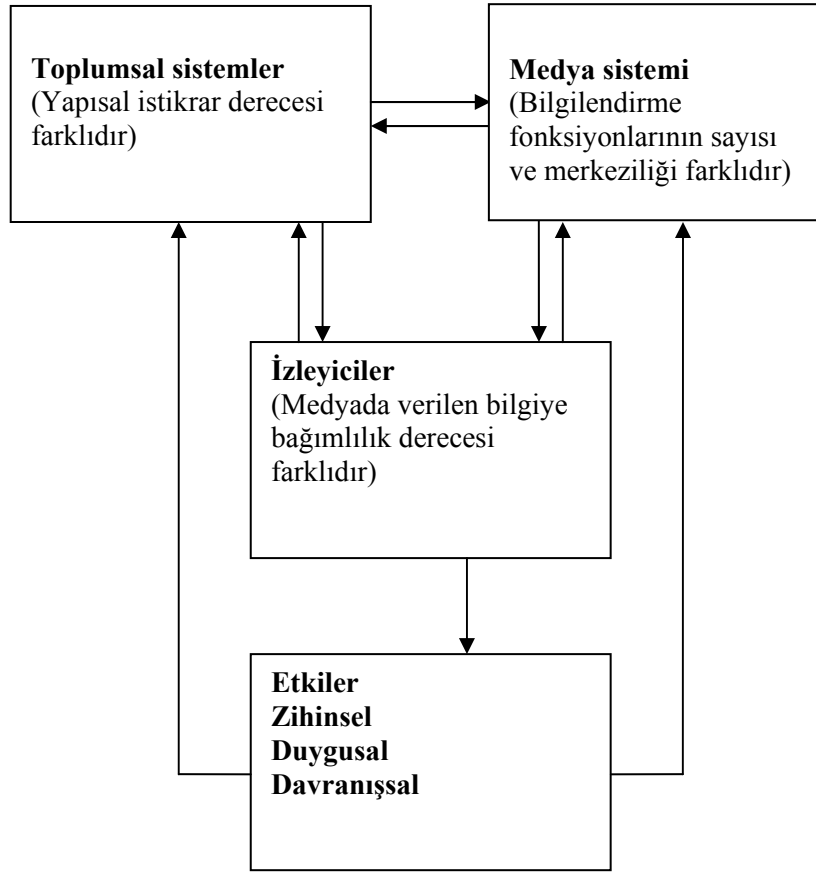 Toplumsal sistemler
(Yapısal istikrar derecesi
farklıdır)
Medya sistemi
(Bilgilendirme
fonksiyonlarının sayısı
ve merkeziliği farklıdır)
İzleyiciler
(Medyada verilen bilgiye
bağımlılık derecesi
farklıdır)
Etkiler
Zihinsel
Duygusal
Davranışsal